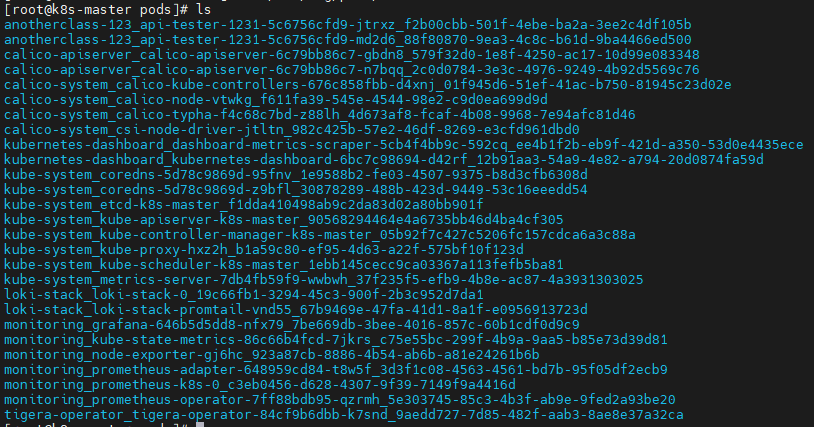 [root@k8s-master pods]# ls
anotherclass-123_api-tester-1231-5c6756cfd9-jtrxz_f2b00cbb-501f-4ebe-ba2a-3ee2c4df105b
anotherclass-123_api-tester-1231-5c6756cfd9-md2d6_88f80870-9ea3-4c8c-b61d-9ba4466ed500
calico-apiserver_calico-apiserver-6c79bb86c7-gbdn8_579f32d0-1e8f-4250-ac17-10d99e083348
calico-apiserver_calico-apiserver-6c79bb86c7-n7bqq_2c0d0784-3e3c-4976-9249-4b92d5569c76
calico-system_calico-kube-controllers-676c858fbb-d4xnj_01f945d6-51ef-41ac-b750-81945c23d02e
calico-system_calico-node-vtwkg_f611fa39-545e-4544-98e2-c9d0ea699d9d
calico-system_calico-typha-f4c68c7bd-z88lh_4d673af8-fcaf-4b08-9968-7e94afc81d46
calico-system_csi-node-driver-jtltn_982c425b-57e2-46df-8269-e3cfd961dbd0
kubernetes-dashboard_dashboard-metrics-scraper-5cb4f4bb9c-592cq_ee4b1f2b-eb9f-421d-a350-53d0e4435ece
kubernetes-dashboard_kubernetes-dashboard-6bc7c98694-d42rf_12b91aa3-54a9-4e82-a794-20d0874fa59d
kube-system_coredns-5d78c9869d-95fnv_1e9588b2-fe03-4507-9375-b8d3cfb6308d
kube-system_coredns-5d78c9869d-z9bfl_30878289-488b-423d-9449-53c16eeedd54
kube-system_etcd-k8s-master_f1dda410498ab9c2da83d02a80bb901f
kube-system_kube-apiserver-k8s-master_90568294464e4a6735bb46d4ba4cf305
kube-system_kube-controller-manager-k8s-master_05b92f7c427c5206fc157cdca6a3c88a
kube-system_kube-proxy-hxz2h_b1a59c80-ef95-4d63-a22f-575bf10f123d
kube-system_kube-scheduler-k8s-master_1ebb145cecc9ca03367a113fefb5ba81
kube-system_metrics-server-7db4fb59f9-wwbwh_37f235f5-efb9-4b8e-ac87-4a3931303025
loki-stack_loki-stack-0_19c66fb1-3294-45c3-900f-2b3c952d7da1
loki-stack_loki-stack-promtail-vnd55_67b9469e-47fa-41d1-8a1f-e0956913723d
monitoring_grafana-646b5d5dd8-nfx79_7be669db-3bee-4016-857c-60b1cdf0d9c9
monitoring_kube-state-metrics-86c66b4fcd-7jkrs_c75e55bc-299f-4b9a-9aa5-b85e73d39d81
monitoring_node-exporter-gj6hc_923a87cb-8886-4b54-ab6b-a81e24261b6b
monitoring_prometheus-adapter-648959cd84-t8w5f_3d3f1c08-4563-4561-bd7b-95f05df2ecb9
monitoring_prometheus-k8s-0_c3eb0456-d628-4307-9f39-7149f9a4416d
monitoring_prometheus-operator-7ff88bdb95-qzrmh_5e303745-85c3-4b3f-ab9e-9fed2a93be20
tigera-operator_tigera-operator-84cf9b6dbb-k7snd_9aedd727-7d85-482f-aab3-8ae8e37a32ca